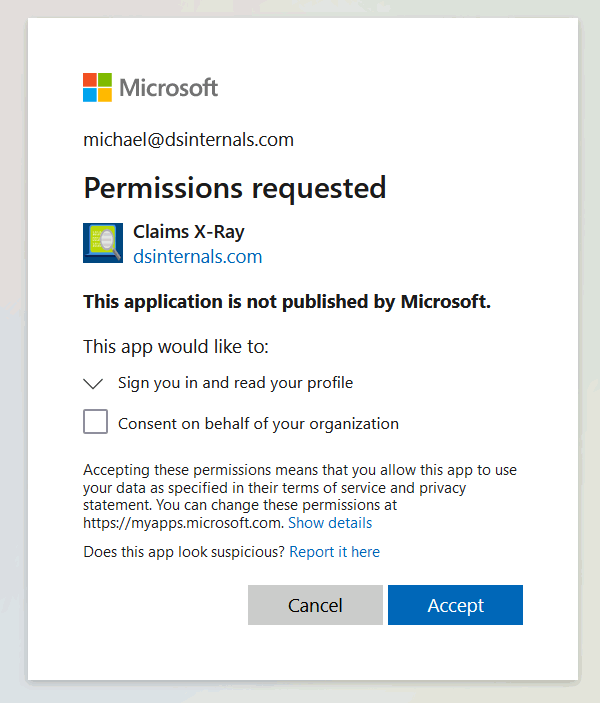 Microsoft
michael@dsinternals.com
Permissions requested
Claims X-Ray
dsinternals.com
This application is not published by Microsoft.
This app would like to:
Sign you in and read your profile
Consent on behalf of your organization
Accepting these permissions means that you allow this app to use
your data as specified in their terms of service and privacy
statement. You can change these permissions at
https://myapps.microsoft.com. Show details
Does this app look suspicious? Report it here
Cancel Accept